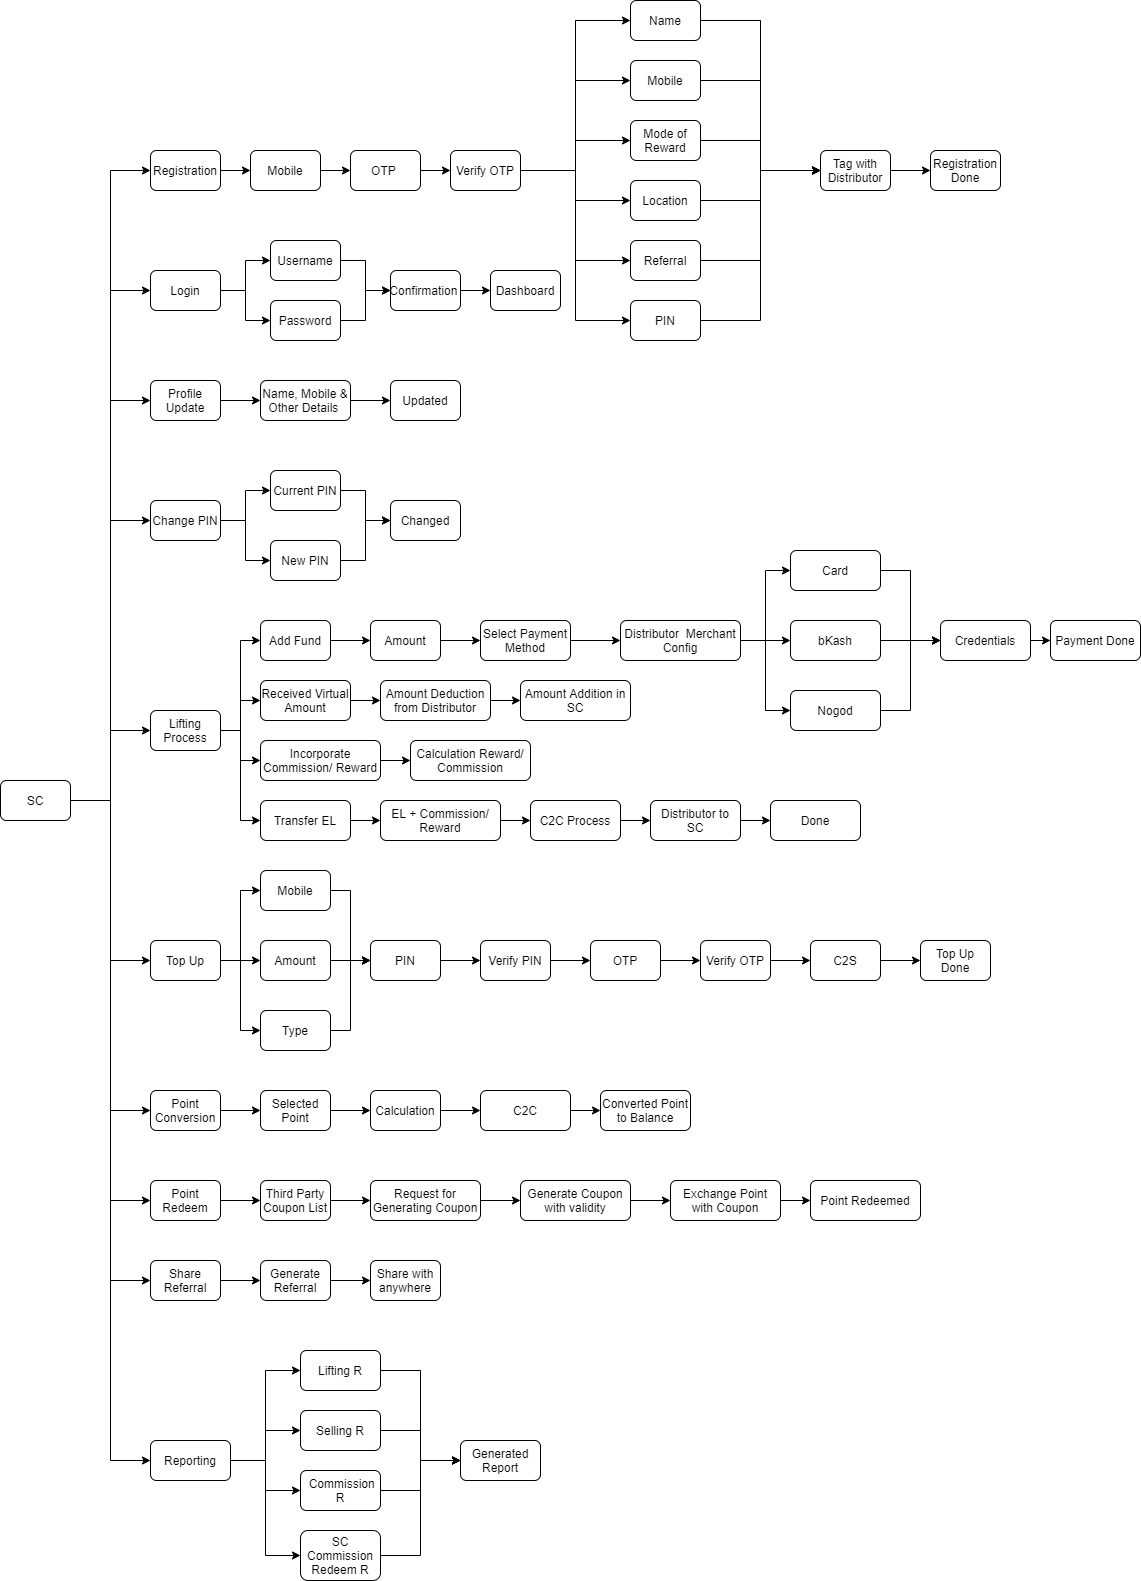 Name
Mobile
Mode of
Reward
Registration
Mobile
OTP
Verify OTP
Tag with
Distributor
Registration
Done
Location
Referral
PIN
Username
Login
Confirmation
Dashboard
Password
Profile
Update
Name, Mobile &
Other Details
Updated
Current PIN
Change PIN
Changed
New PIN
Card
Add Fund
Amount
Select Payment
Method
Distributor  Merchant
Config
bKash
Credentials
Payment Done
Nogod
Received Virtual
Amount
Amount Deduction
from Distributor
Amount Addition in
SC
Lifting
Process
Incorporate
Commission/ Reward
Calculation Reward/
Commission
SC
Transfer EL
EL + Commission/
Reward
C2C Process
Distributor to
SC
Done
Mobile
Top Up
Amount
PIN
Verify PIN
OTP
Verify OTP
C2S
Top Up
Done
Type
Point
Conversion
Selected
Point
Calculation
C2C
Converted Point
to Balance
Point
Redeem
Third Party
Coupon List
Request for
Generating Coupon
Generate Coupon
with validity
Exchange Point
with Coupon
Point Redeemed
Share
Referral
Generate
Referral
Share with
anywhere
Lifting R
Selling R
Reporting
Generated
Report
Commission
R
SC
Commission
Redeem R